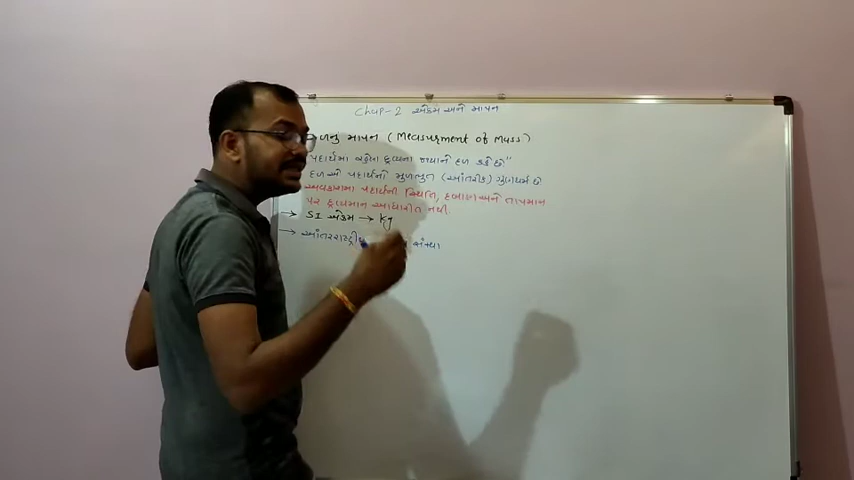 Chap-2 એકમ અને માપન
ળનુ માપન (Measurment of Mass)
પદાર્થમા રહેલા દ્રવ્યના જથ્થાને દળ કહે છે"
દળ એ પદાર્થનો મુળભુત (આંતરીક) ગુણધર્મ છે
અવકાશમા પદાર્થની સ્થિતિ, દબાણ અને તાપમાન
પર દ્રવ્યમાન આધારીત નથી.
→ SI એકમ → kg
→ આંતરરાષ્ટ્રીય સંસ્થા